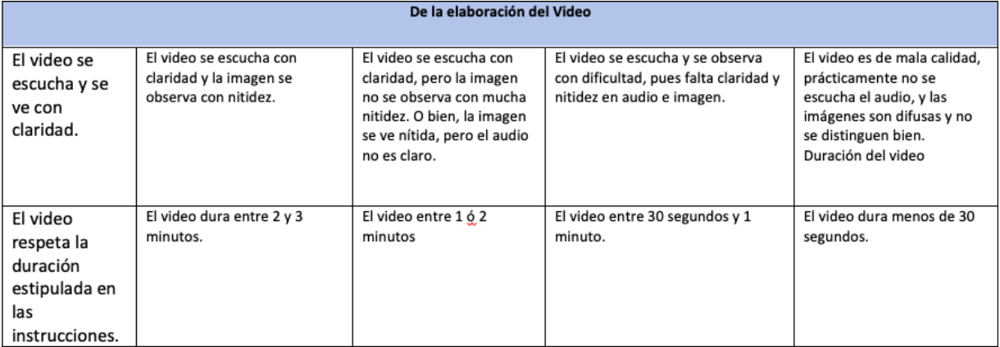 De la elaboración del Video
El video se
escucha y se
ve con
claridad.
El video se escucha con
claridad y la imagen se
observa con nitidez.
El video se escucha con
claridad, pero la imagen
no se observa con mucha
nitidez. O bien, la imagen
se ve nítida, pero el audio
no es claro.
El video se escucha y se observa
con dificultad, pues falta claridad y
nitidez en audio e imagen.
El video es de mala calidad,
prácticamente no se
escucha el audio, y las
imágenes son difusas y no
se distinguen bien.
Duración del video
El video
respeta la
duración
estipulada en
las
instrucciones.
El video dura entre 2 y 3
minutos.
El video entre 1 ó 2
minutos
El video entre 30 segundos y 1
minuto.
El video dura menos de 30
segundos.